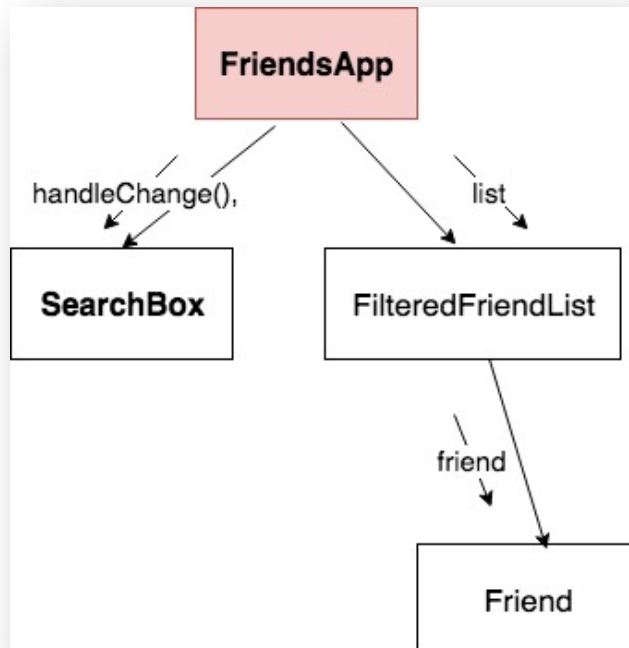 FriendsApp
handleChange(),
list
SearchBox
FilteredFriendList
friend
Friend